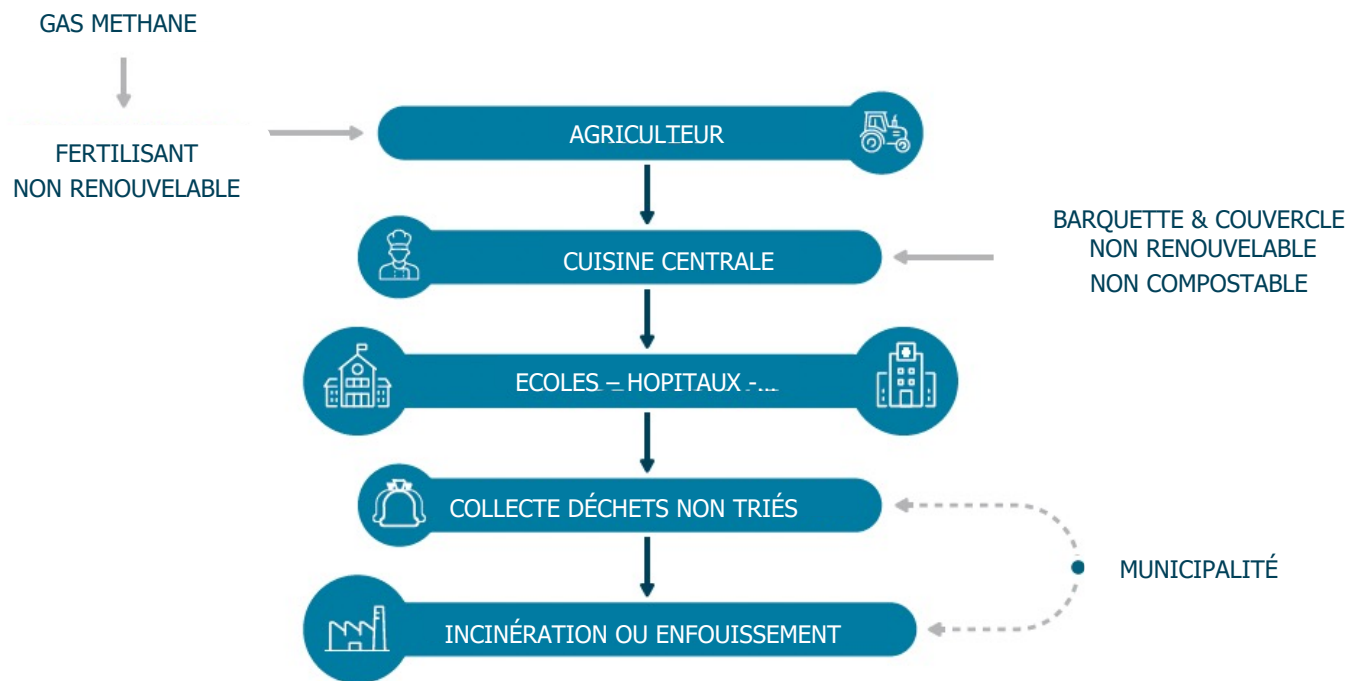 GAS METHANE
FERTILISANT
NON RENOUVELABLE
AGRICULTEUR
BARQUETTE & COUVERCLE
NON RENOUVELABLE
NON COMPOSTABLE
CUISINE CENTRALE
ECOLES – HOPITAUX -...
COLLECTE DÉCHETS NON TRIÉS
MUNICIPALITÉ
INCINÉRATION OU ENFOUISSEMENT